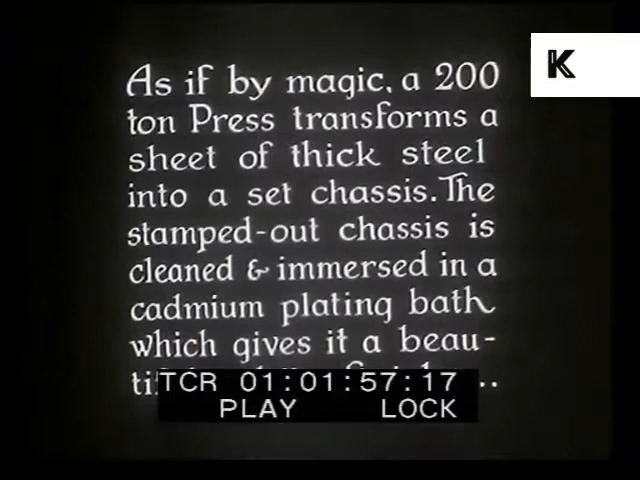 As if by magic, a 200
ton Press transforms a
sheet of thick steel
into a set chassis. The
stamped-out chassis is
cleaned & immersed in a
cadmium plating bath
which gives it a beau-
TCR 01:01:57:17
PLAY LOCK
K